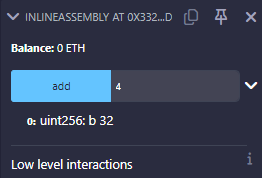 INLINEASSEMBLY AT 0X332...D
Balance: 0 ETH
add 4
0: uint256: b 32
Low level interactions
i